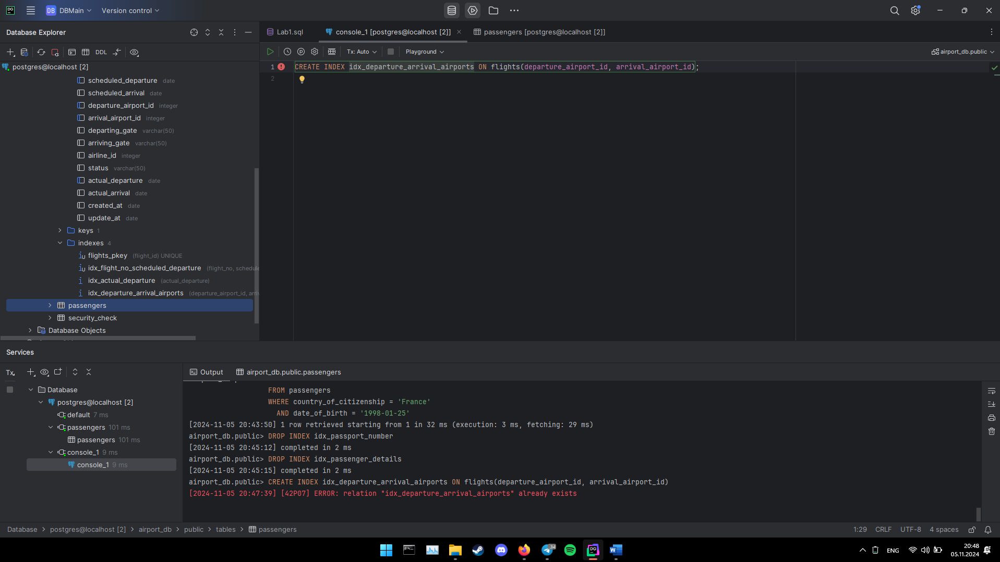 DG
DB DBMain Version control
Database Explorer
Lab1.sql
console_1 [postgres@localhost [2]]
passengers [postgres@localhost [2]]
DDL
Tx: Auto
Playground
airport_db.public
postgres@localhost [2]
scheduled_departure date
scheduled_arrival date
departure_airport_id integer
arrival_airport_id integer
departing_gate varchar(50)
arriving_gate varchar(50)
airline_id integer
status varchar(50)
actual_departure date
actual_arrival date
created_at date
update_at date
keys 1
indexes 4
flights_pkey (flight_id) UNIQUE
idx_flight_no_scheduled_departure (flight_no, schedule
idx_actual_departure (actual_departure)
idx_departure_arrival_airports (departure_airport_id, arriv
passengers
security_check
Database Objects
1 CREATE INDEX idx_departure_arrival_airports ON flights(departure_airport_id, arrival_airport_id);
2
Services
Tx
Database
postgres@localhost [2]
default 7 ms
passengers 101 ms
passengers 101 ms
console_1 9 ms
console_1 9 ms
Output
airport_db.public.passengers
FROM passengers
WHERE country_of_citizenship = 'France'
AND date_of_birth = '1998-01-25'
[2024-11-05 20:43:50] 1 row retrieved starting from 1 in 32 ms (execution: 3 ms, fetching: 29 ms)
airport_db.public> DROP INDEX idx_passport_number
[2024-11-05 20:45:12] completed in 2 ms
airport_db.public> DROP INDEX idx_passenger_details
[2024-11-05 20:45:15] completed in 2 ms
airport_db.public> CREATE INDEX idx_departure_arrival_airports ON flights(departure_airport_id, arrival_airport_id)
[2024-11-05 20:47:39] [42P07] ERROR: relation "idx_departure_arrival_airports" already exists
Database > postgres@localhost [2] > airport_db > public > tables > passengers
1:29 CRLF UTF-8 4 spaces
34
DG
W
ENG
20:48
05.11.2024